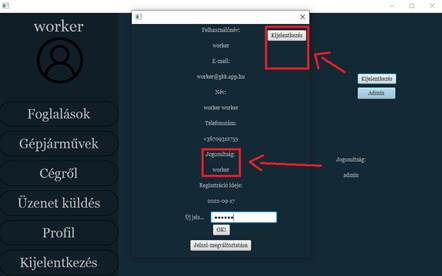 worker
Foglalások
Gépjárművek
Cégről
Üzenet küldés
Profil
Kijelentkezés
Felhasználónév:
worker
E-mail:
worker@gkk.app.hu
Név:
worker worker
Telefonszám:
+36709312735
Jogosultság:
worker
Regisztráció ideje:
2022-09-17
Új jels...
OK!
Jelszó megváltoztatása
Kijelentkezés
Kijelentkezés
Admin
Jogosultság:
admin